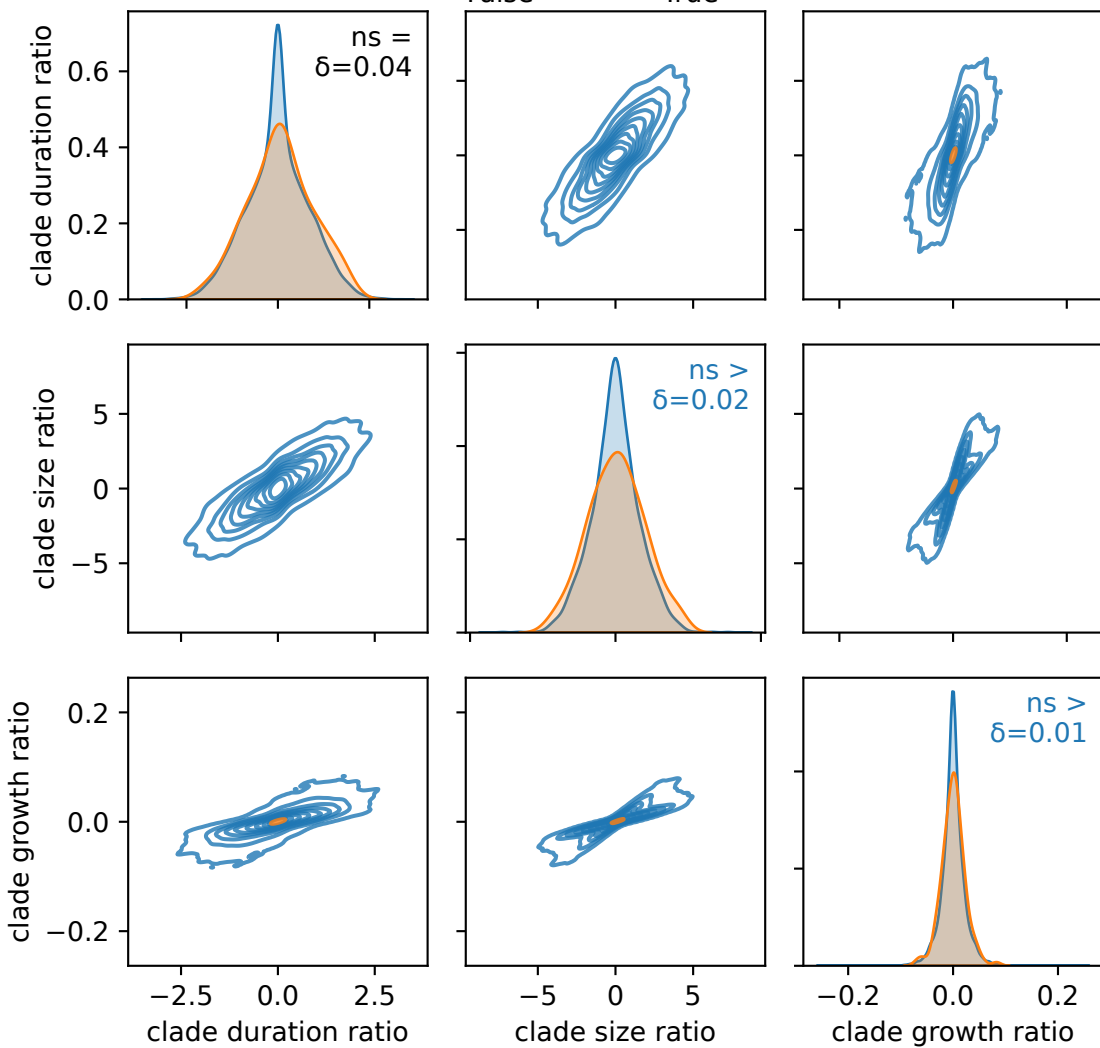 clade duration ratio
0.6
0.4
0.2
0.0
ns =
δ=0.04
clade size ratio
5
0
−5
ns >
δ=0.02
clade growth ratio
0.2
0.0
−0.2
ns >
δ=0.01
−2.5 0.0 2.5
−5 0 5
−0.2 0.0 0.2
clade duration ratio
clade size ratio
clade growth ratio